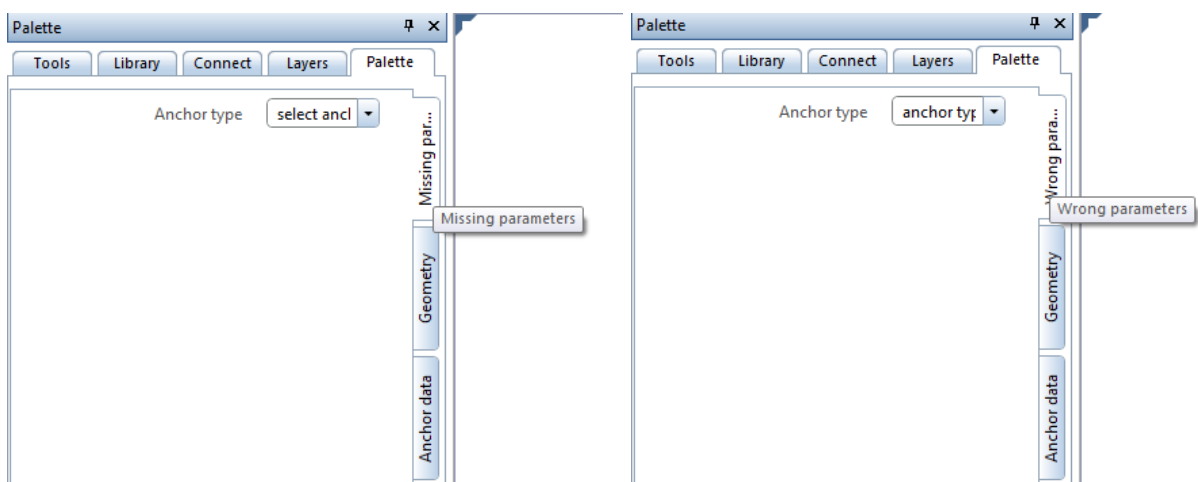 Palette
Tools Library Connect Layers Palette
Anchor type select ancl
Missing par...
Missing parameters
Geometry
Anchor data
Palette
Tools Library Connect Layers Palette
Anchor type anchor typ
Wrong para...
Wrong parameters
Geometry
Anchor data